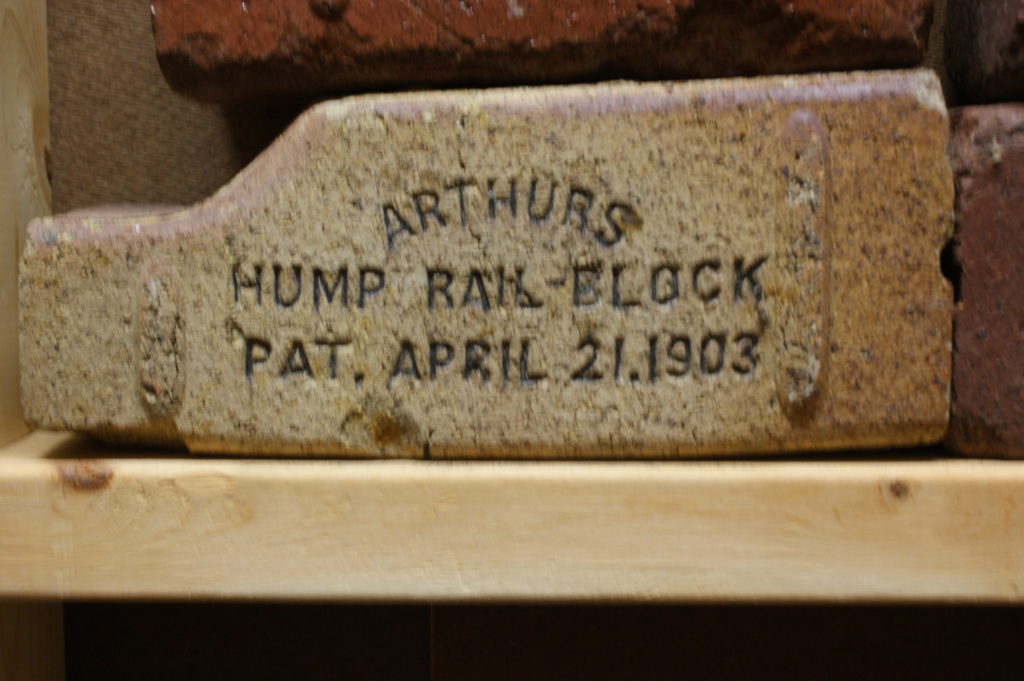 ARTHURS
HUMP RAIL-BLOCK
PAT. APRIL 21.1903